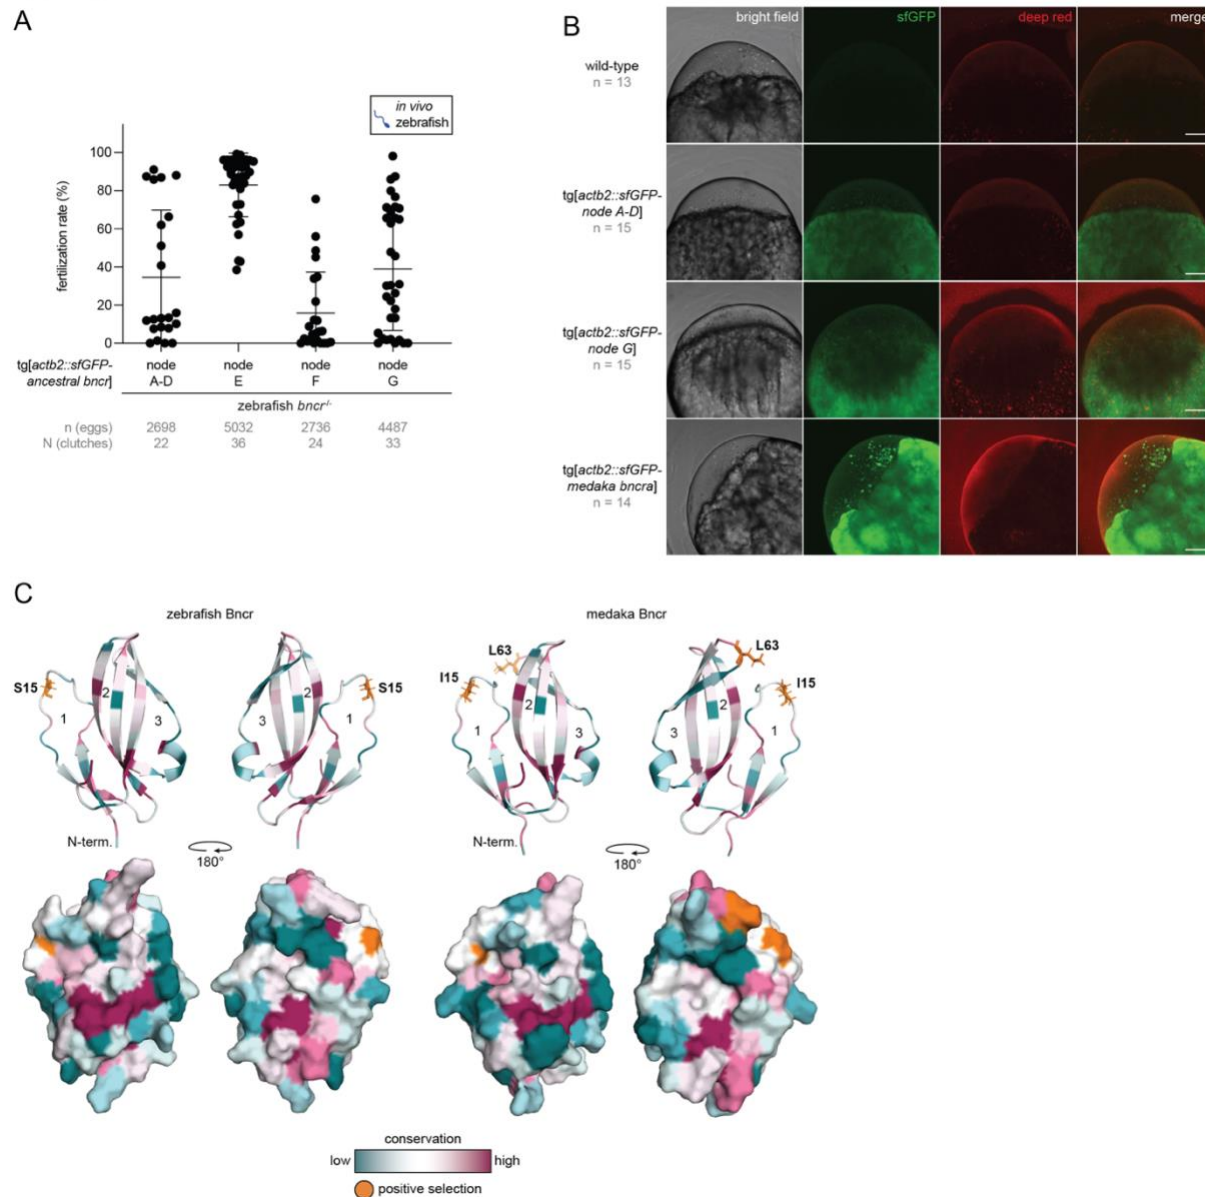 A
in vivo
zebrafish
fertilization rate (%)
100
80
60
40
20
0
tg[actb2::sfGFP-
ancestral bncr]
node
A-D
node
E
node
F
node
G
zebrafish bncr-/-
n (eggs) 2698 5032 2736 4487
N (clutches) 22 36 24 33
B
bright field sfGFP deep red merge
wild-type
n = 13
tg[actb2::sfGFP-
node A-D]
n = 15
tg[actb2::sfGFP-
node G]
n = 15
tg[actb2::sfGFP-
medaka bncra]
n = 14
C
zebrafish Bncr
medaka Bncr
S15
1
2
3
N-term.
S15
3
2
1
180°
L63
I15
1
2
3
N-term.
L63
I15
3
2
1
180°
conservation
low high
positive selection